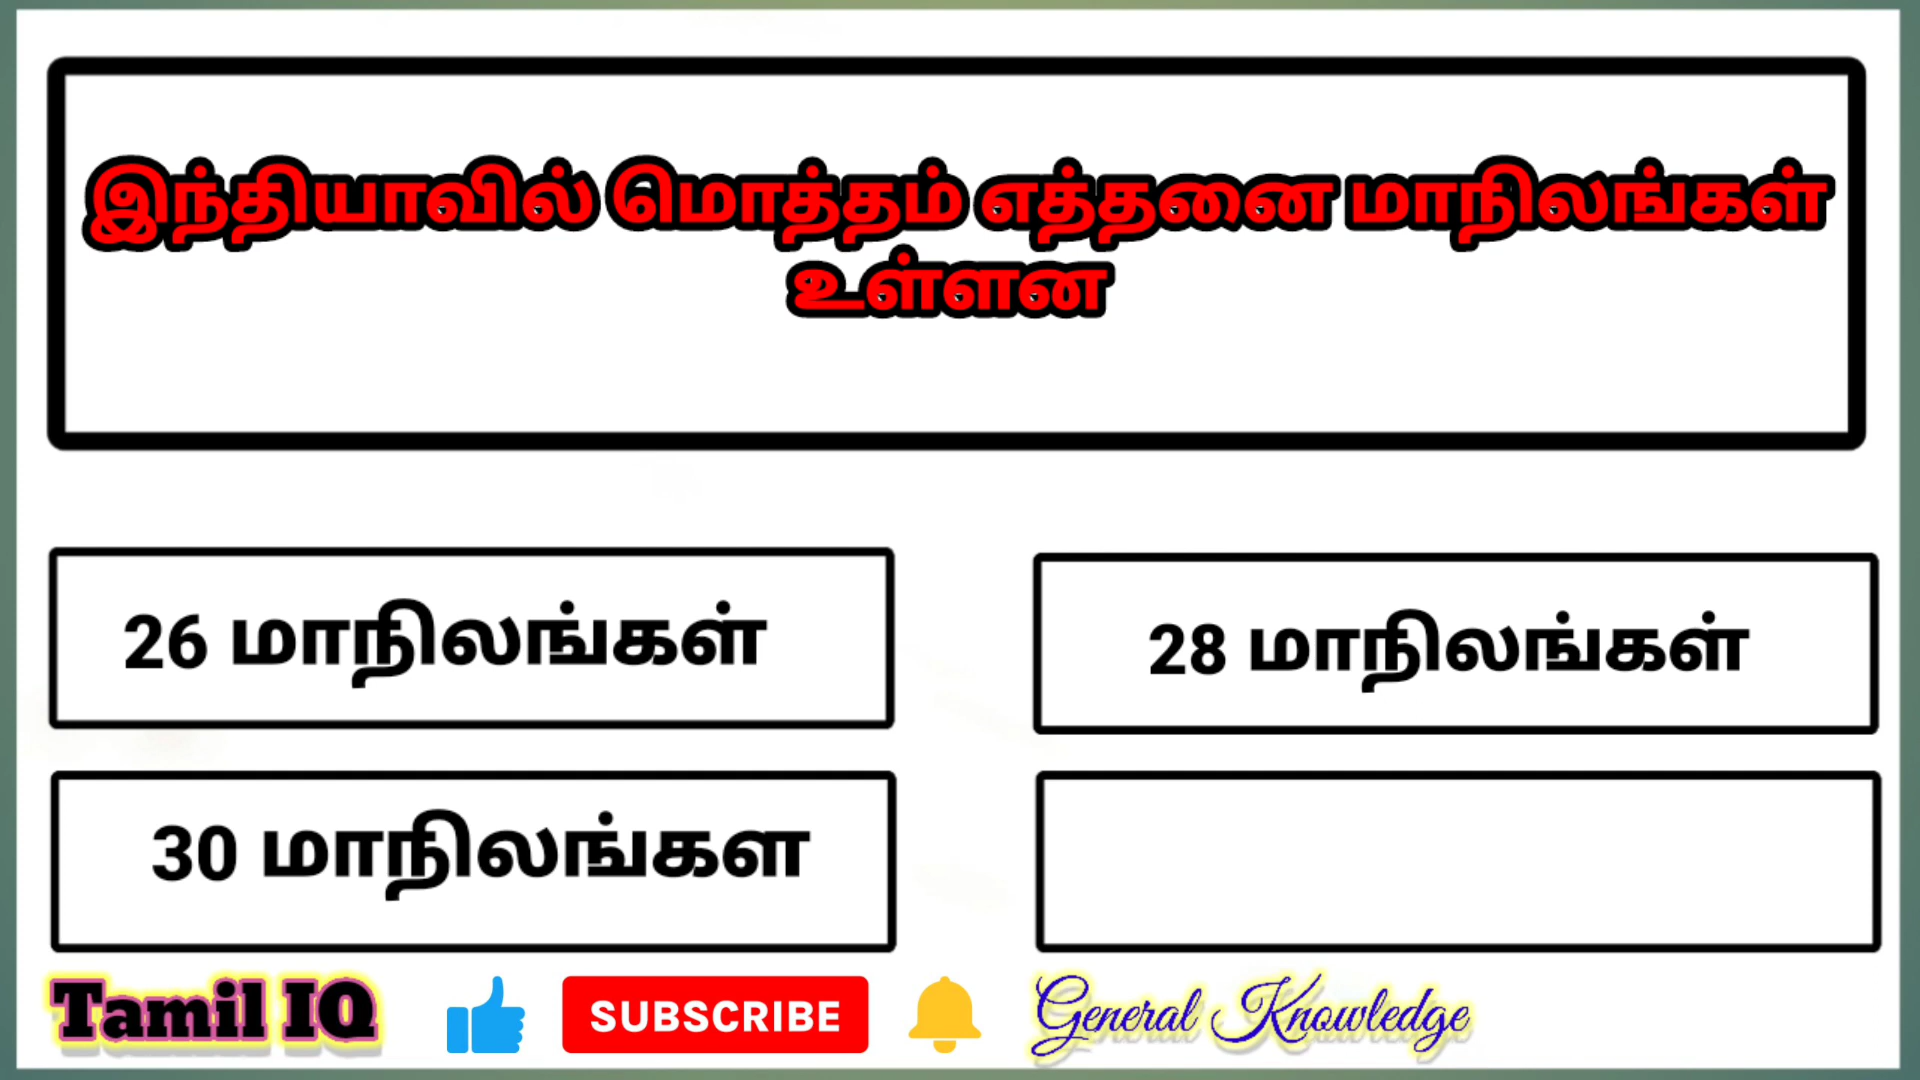 இந்தியாவில் மொத்தம் எத்தனை மாநிலங்கள்
உள்ளன
26 மாநிலங்கள்
28 மாநிலங்கள்
30 மாநிலங்கள
Tamil IQ
SUBSCRIBE
General Knowledge